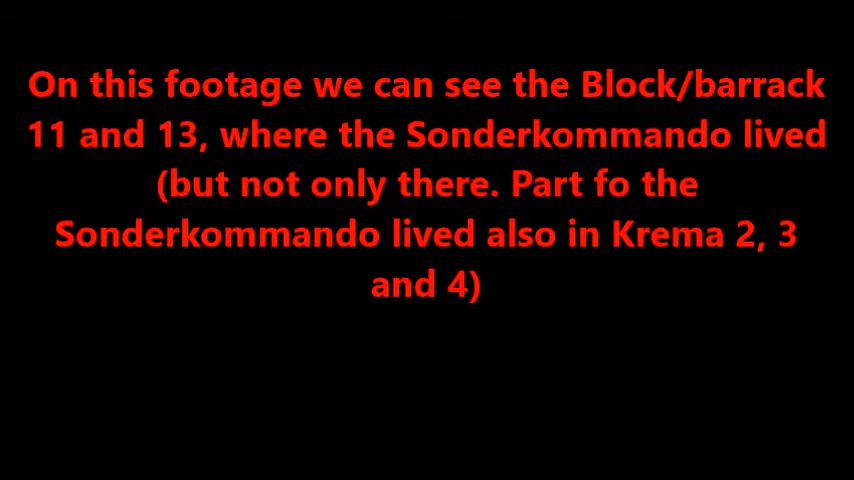 On this footage we can see the Block/barrack
11 and 13, where the Sonderkommando lived
(but not only there. Part fo the
Sonderkommando lived also in Krema 2, 3
and 4)